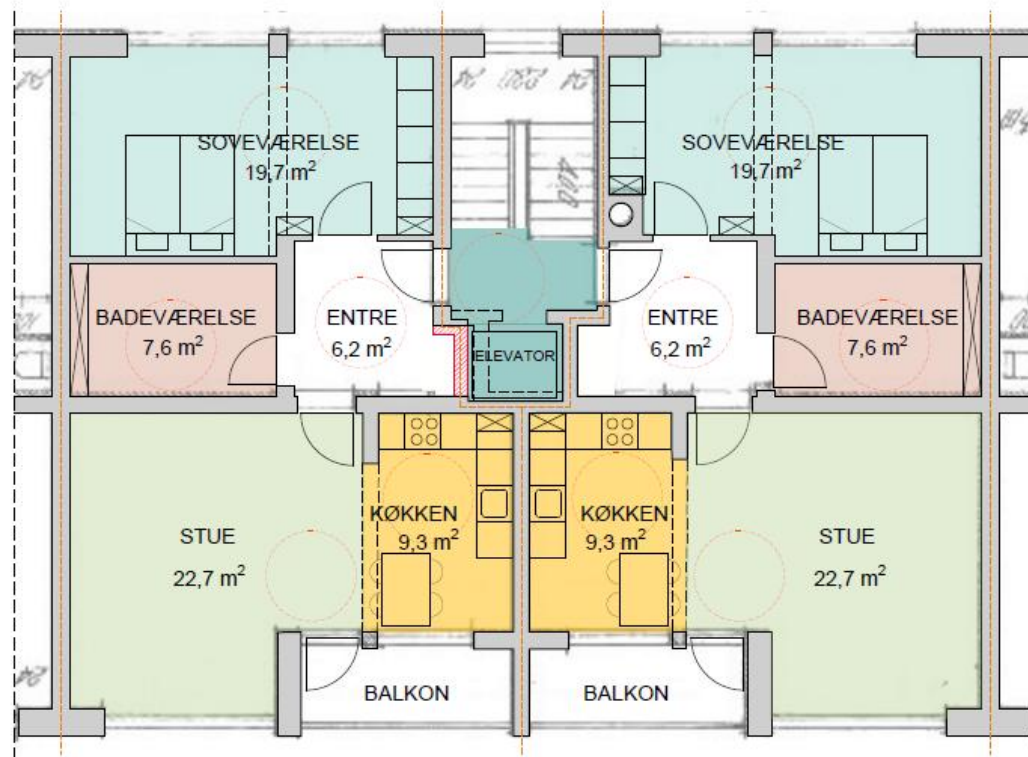 SOVEVÆRELSE
19,7 m²
SOVEVÆRELSE
19,7 m²
BADEVÆRELSE
7,6 m²
ENTRE
6,2 m²
ELEVATOR
ENTRE
6,2 m²
BADEVÆRELSE
7,6 m²
STUE
22,7 m²
KØKKEN
9,3 m²
KØKKEN
9,3 m²
STUE
22,7 m²
BALKON
BALKON